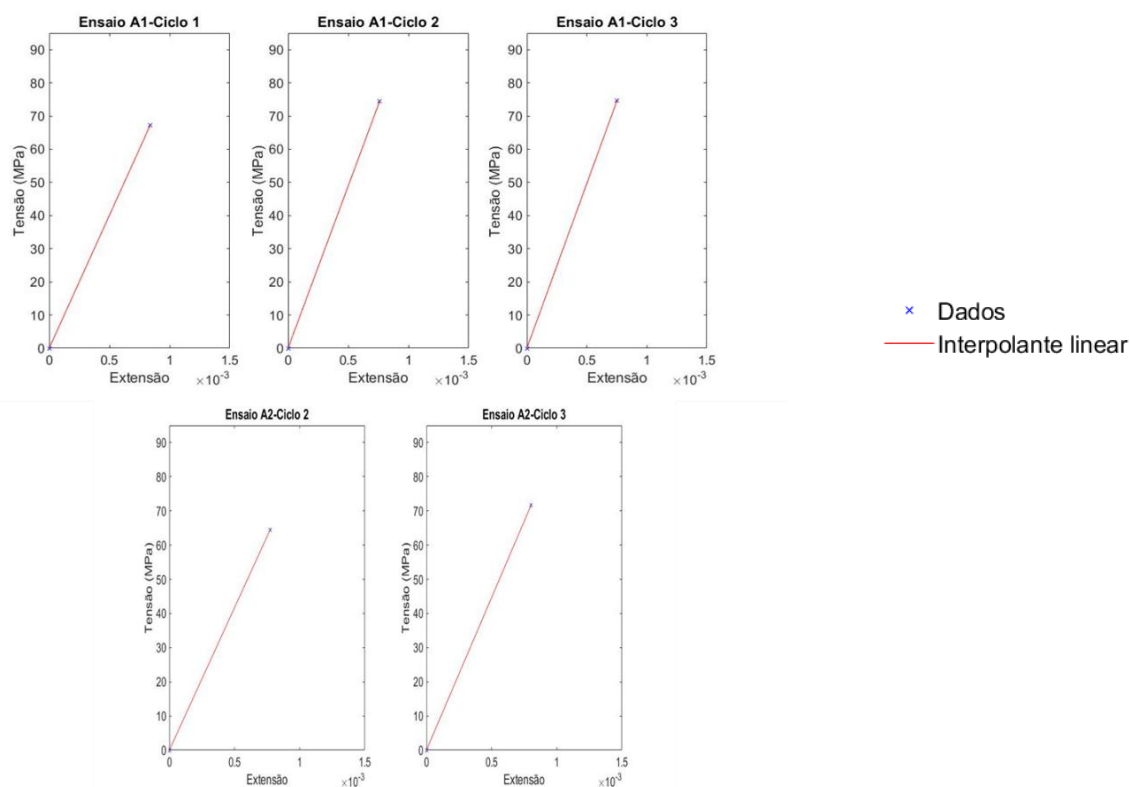 Ensaio A1-Ciclo 1
90
80
70
60
50
40
30
20
10
0
Tensão (MPa)
0 0.5 1 1.5
Extensão
×10-3
Ensaio A1-Ciclo 2
90
80
70
60
50
40
30
20
10
0
Tensão (MPa)
0 0.5 1 1.5
Extensão
×10-3
Ensaio A1-Ciclo 3
90
80
70
60
50
40
30
20
10
0
Tensão (MPa)
0 0.5 1 1.5
Extensão
×10-3
Dados
Interpolante linear
Ensaio A2-Ciclo 2
90
80
70
60
50
40
30
20
10
0
Tensão (MPa)
0 0.5 1 1.5
Extensão
×10-3
Ensaio A2-Ciclo 3
90
80
70
60
50
40
30
20
10
0
Tensão (MPa)
0 0.5 1 1.5
Extensão
×10-3